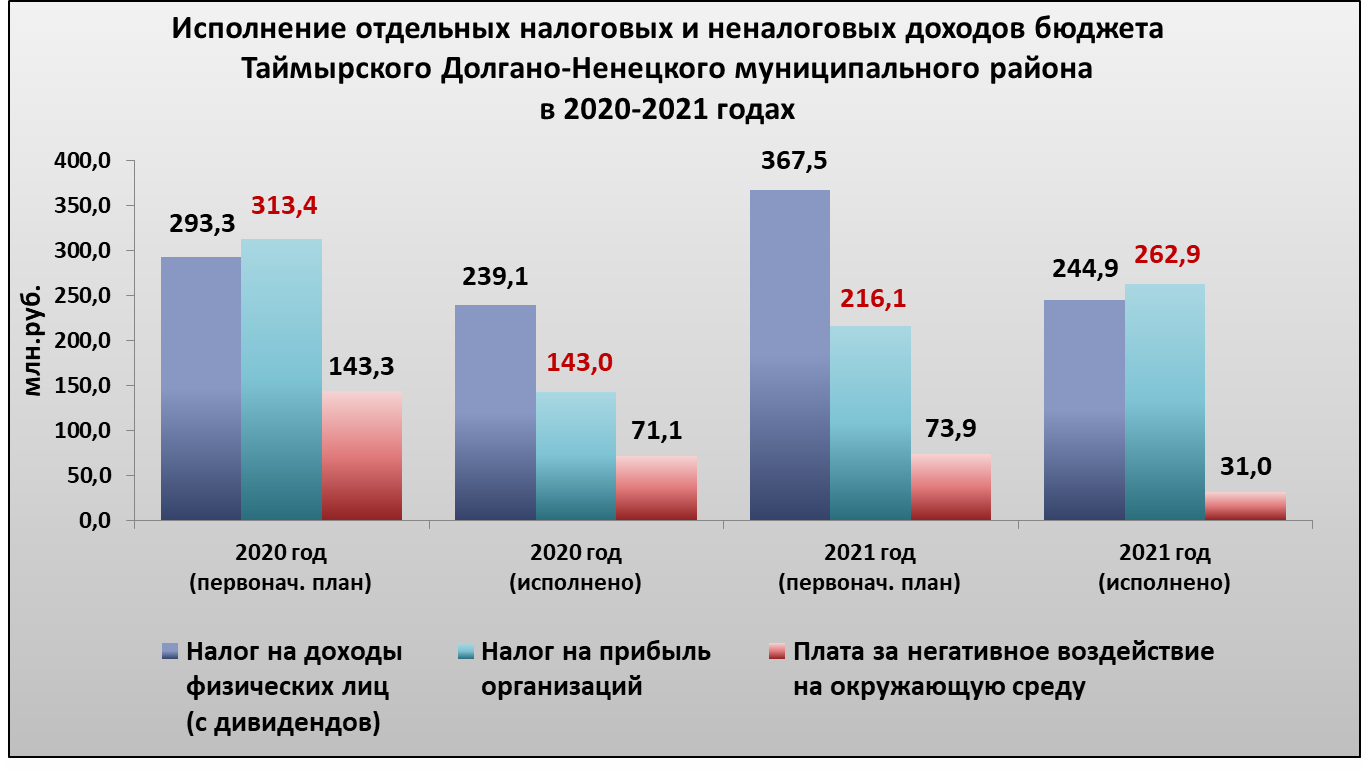 Исполнение отдельных налоговых и неналоговых доходов бюджета
Таймырского Долгано-Ненецкого муниципального района
в 2020-2021 годах
млн.руб.
400,0
350,0
300,0
250,0
200,0
150,0
100,0
50,0
0,0
293,3
313,4
143,3
239,1
143,0
71,1
367,5
216,1
73,9
244,9
262,9
31,0
2020 год
(первонач. план)
2020 год
(исполнено)
2021 год
(первонач. план)
2021 год
(исполнено)
Налог на доходы
физических лиц
(с дивидендов)
Налог на прибыль
организаций
Плата за негативное воздействие
на окружающую среду